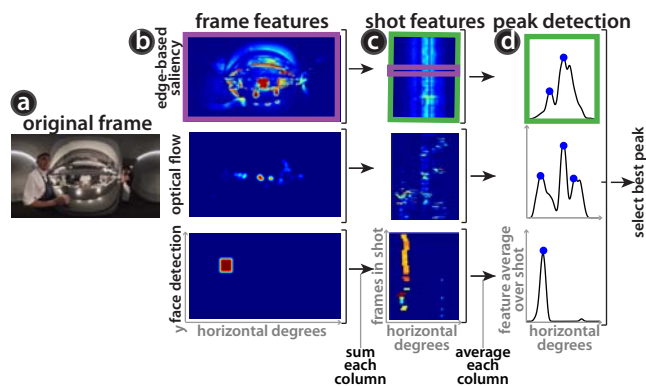 frame features
shot features
peak detection
a
b
c
d
original frame
edge-based
saliency
optical flow
face detection
y
horizontal degrees
frames in shot
horizontal
degrees
feature average
over shot
horizontal
degrees
select best peak
sum
each
column
average
each
column